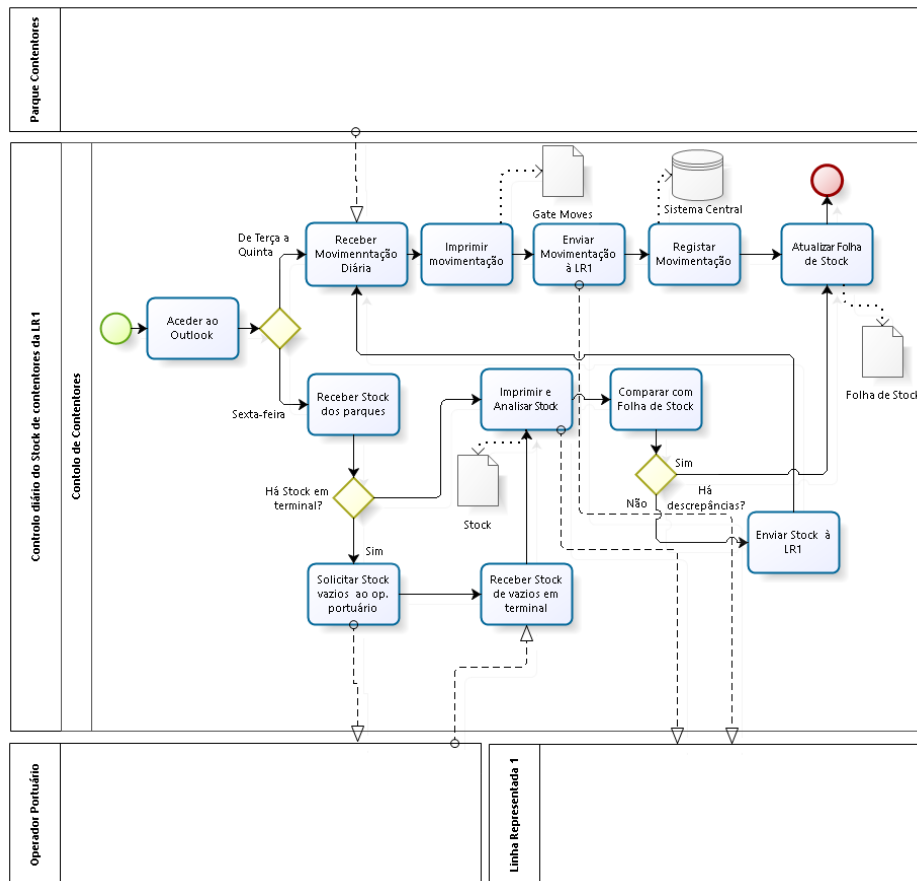 Parque Contentores
Controlo diário do Stock de contentores da LR1
Contolo de Contentores
Gate Moves
Sistema Central
De Terça a
Quinta
Receber
Movimenntação
Diária
Imprimir
movimentação
Enviar
Movimentação
à LR1
Registar
Movimentação
Atualizar Folha
de Stock
Aceder ao
Outlook
Folha de Stock
Sexta-feira
Receber Stock
dos parques
Imprimir e
Analisar Stock
Comparar com
Folha de Stock
Há Stock em
terminal?
Stock
Sim
Não
Há
descrepâncias?
Enviar Stock à
LR1
Sim
Solicitar Stock
vazios ao op.
portuário
Receber Stock
de vazios em
terminal
Operador Portuário
Linha Representada 1